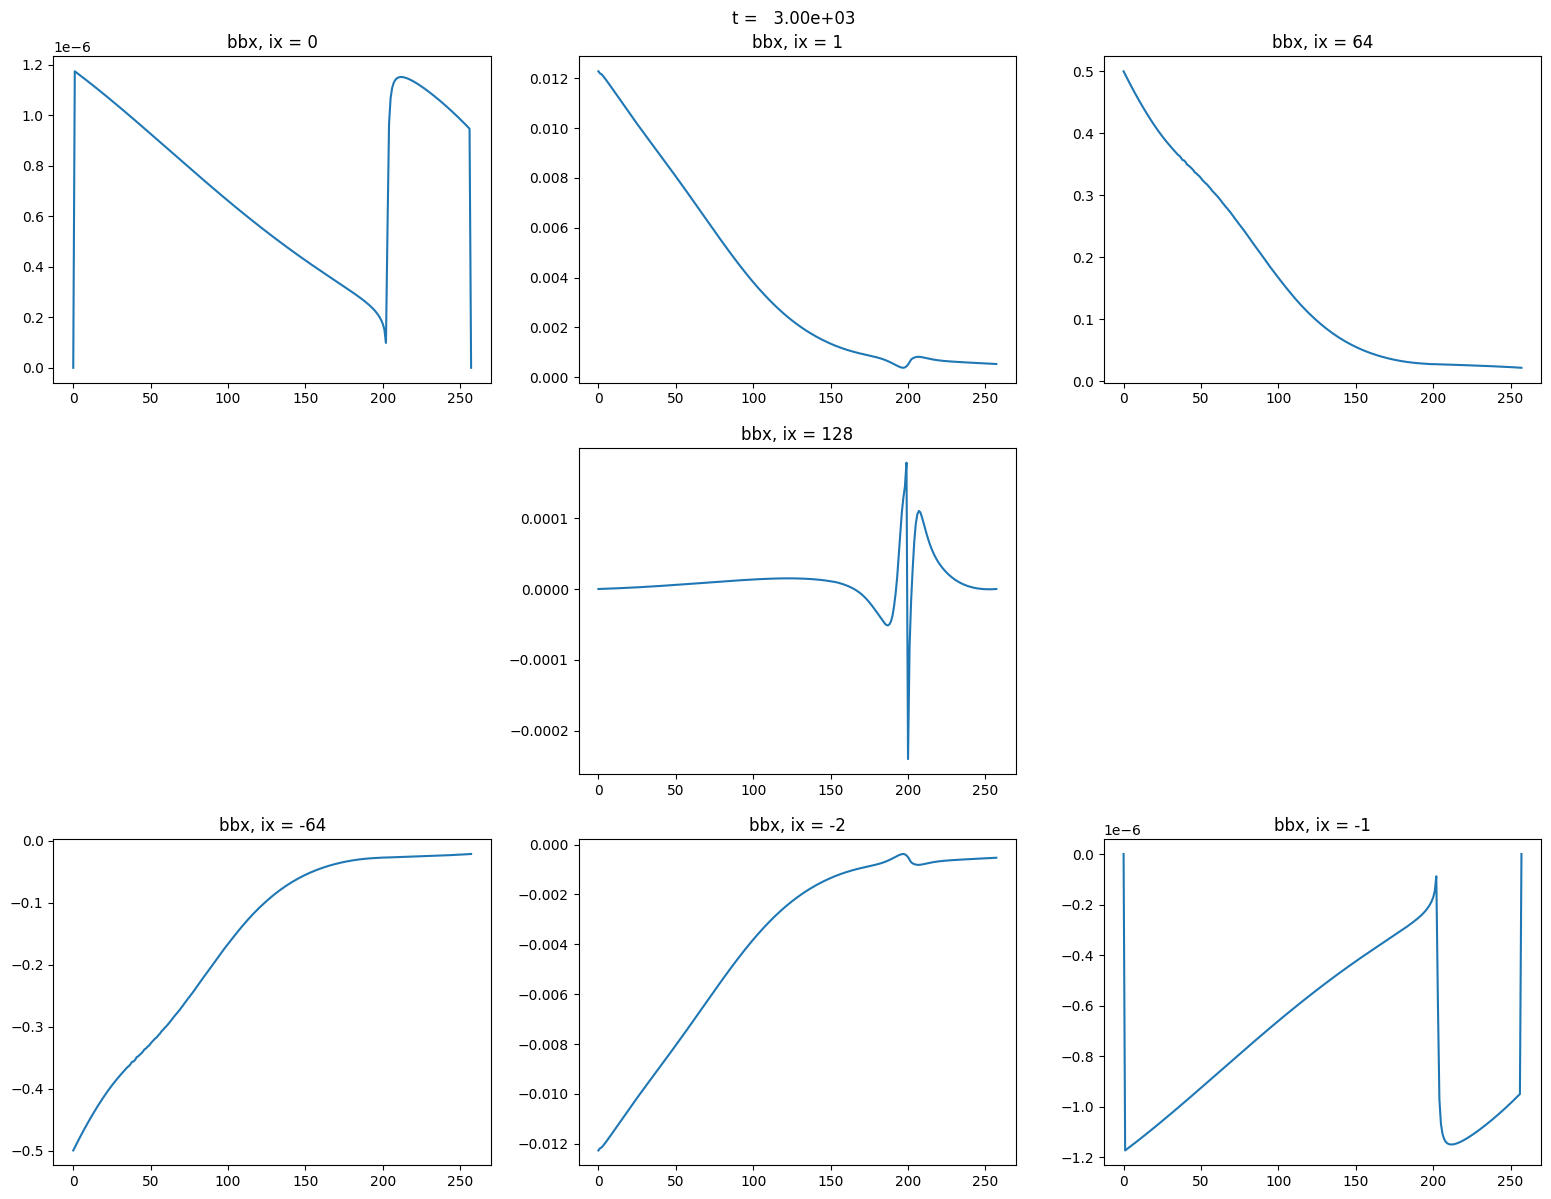 t =   3.00e+03
bbx, ix = 0
bbx, ix = 1
bbx, ix = 64
1e−6
1.2
1.0
0.8
0.6
0.4
0.2
0.0
0 50 100 150 200 250
0.012
0.010
0.008
0.006
0.004
0.002
0.000
0 50 100 150 200 250
0.5
0.4
0.3
0.2
0.1
0.0
0 50 100 150 200 250
bbx, ix = 128
0.0001
0.0000
−0.0001
−0.0002
0 50 100 150 200 250
bbx, ix = -64
0.0
−0.1
−0.2
−0.3
−0.4
−0.5
0 50 100 150 200 250
bbx, ix = -2
0.000
−0.002
−0.004
−0.006
−0.008
−0.010
−0.012
0 50 100 150 200 250
bbx, ix = -1
1e−6
0.0
−0.2
−0.4
−0.6
−0.8
−1.0
−1.2
0 50 100 150 200 250